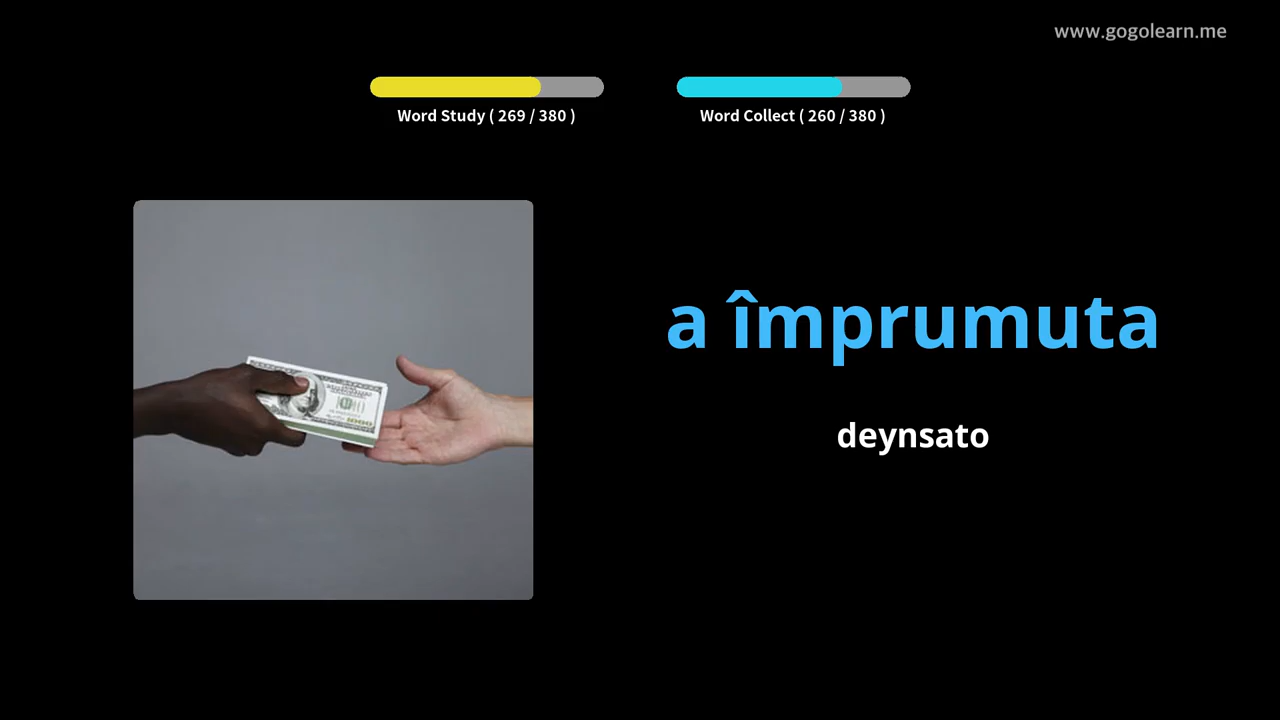 www.gogolearn.me
Word Study ( 269 / 380 )
Word Collect ( 260 / 380 )
a împrumuta
deynsato